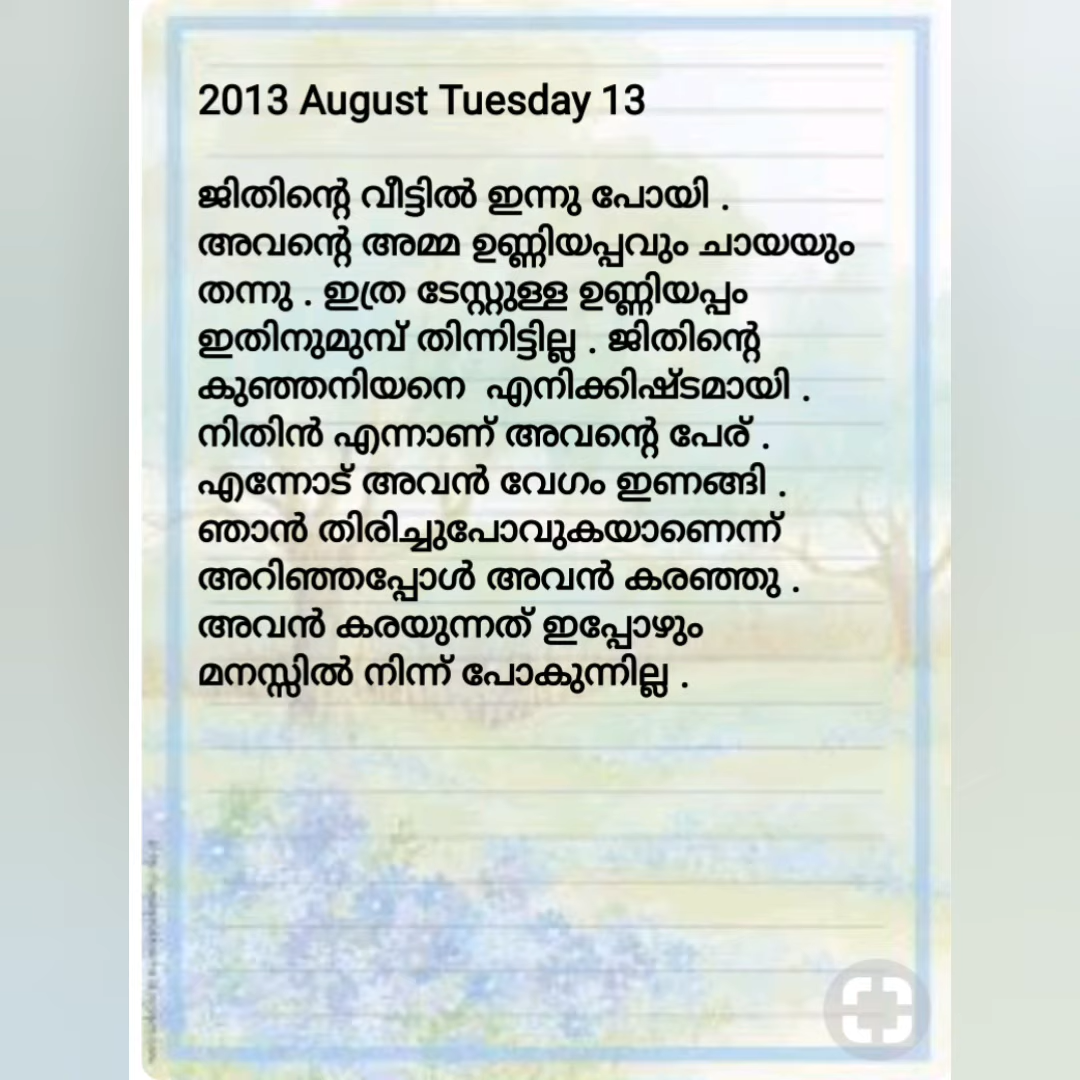 2013 August Tuesday 13
ജിതിന്റെ വീട്ടിൽ ഇന്നു പോയി .
അവന്റെ അമ്മ ഉണ്ണിയപ്പവും ചായയും
തന്നു . ഇത്ര ടേസ്റ്റുള്ള ഉണ്ണിയപ്പം
ഇതിനുമുമ്പ് തിന്നിട്ടില്ല . ജിതിന്റെ
കുഞ്ഞനിയനെ എനിക്കിഷ്ടമായി .
നിതിൻ എന്നാണ് അവന്റെ പേര് .
എന്നോട് അവൻ വേഗം ഇണങ്ങി .
ഞാൻ തിരിച്ചുപോവുകയാണെന്ന്
അറിഞ്ഞപ്പോൾ അവൻ കരഞ്ഞു .
അവൻ കരയുന്നത് ഇപ്പോഴും
മനസ്സിൽ നിന്ന് പോകുന്നില്ല .